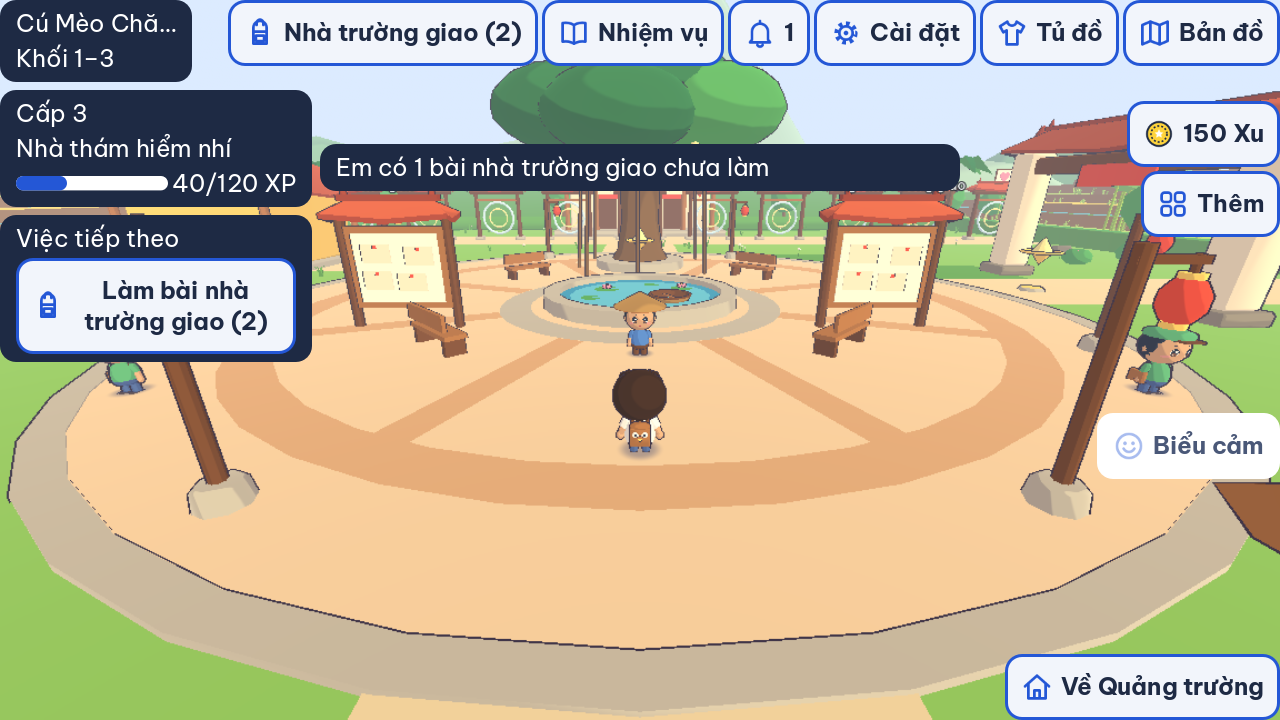 Cú Mèo Chă...
Khối 1–3
Nhà trường giao (2)
Nhiệm vụ
1
Cài đặt
Tủ đồ
Bản đồ
Cấp 3
Nhà thám hiểm nhí
40/120 XP
150 Xu
Em có 1 bài nhà trường giao chưa làm
Thêm
Việc tiếp theo
Làm bài nhà
trường giao (2)
Biểu cảm
Về Quảng trường